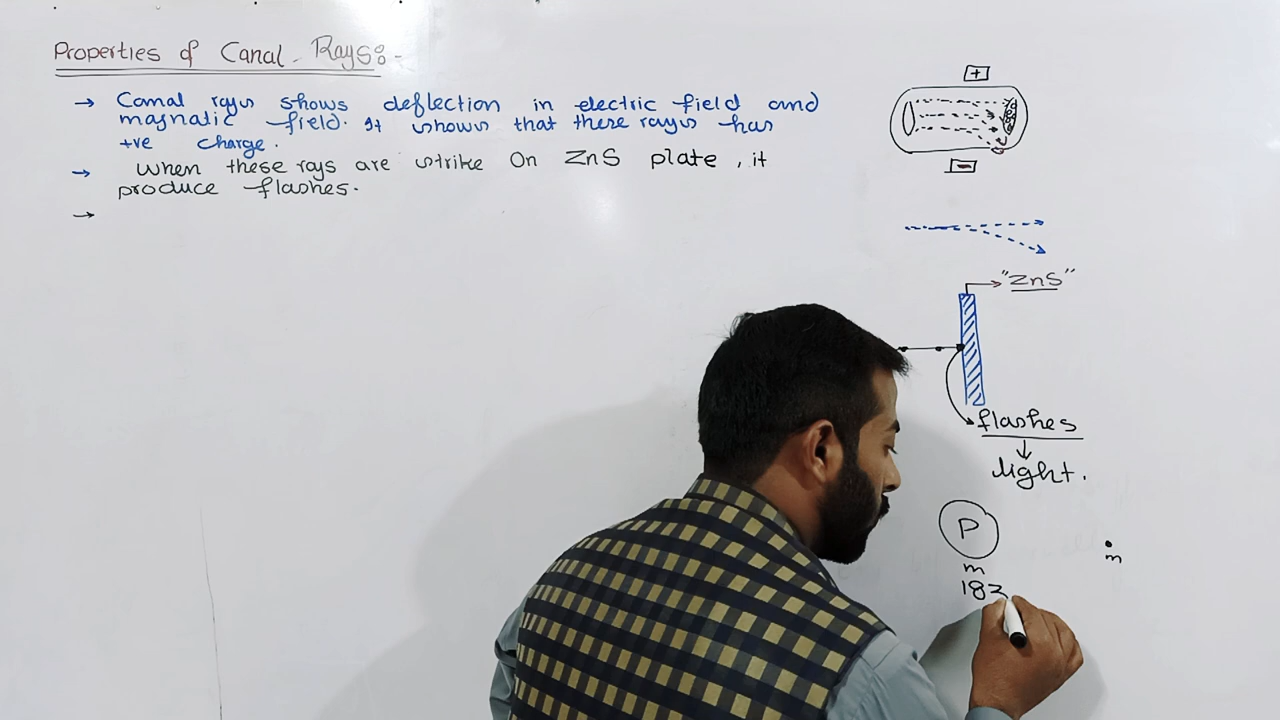 Properties of Canal - Rays:-
→ Canal rays shows deflection in electric field and
magnatic field. It shows that these rays has
+ve charge.
→ When these rays are strike On ZnS plate, it
produce flashes.
→
+
-
"ZnS"
flashes
↓
light.
P
m
183
m